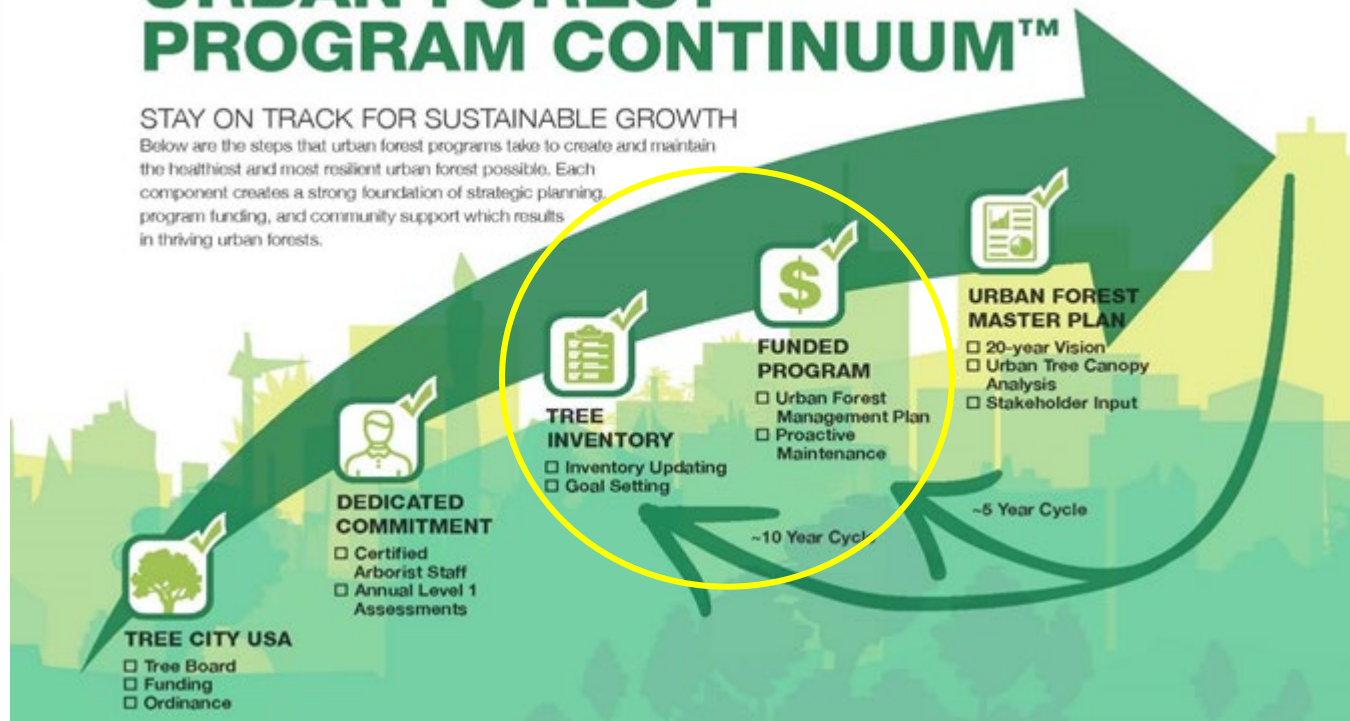 URBAN FOREST
PROGRAM CONTINUUM™
STAY ON TRACK FOR SUSTAINABLE GROWTH
Below are the steps that urban forest programs take to create and maintain
the healthiest and most resilient urban forest possible. Each
component creates a strong foundation of strategic planning,
program funding, and community support which results
in thriving urban forests.
TREE CITY USA
Tree Board
Funding
Ordinance
DEDICATED
COMMITMENT
Certified
Arborist Staff
Annual Level 1
Assessments
TREE
INVENTORY
Inventory Updating
Goal Setting
$
FUNDED
PROGRAM
Urban Forest
Management Plan
Proactive
Maintenance
URBAN FOREST
MASTER PLAN
20-year Vision
Urban Tree Canopy
Analysis
Stakeholder Input
~10 Year Cycle
~5 Year Cycle